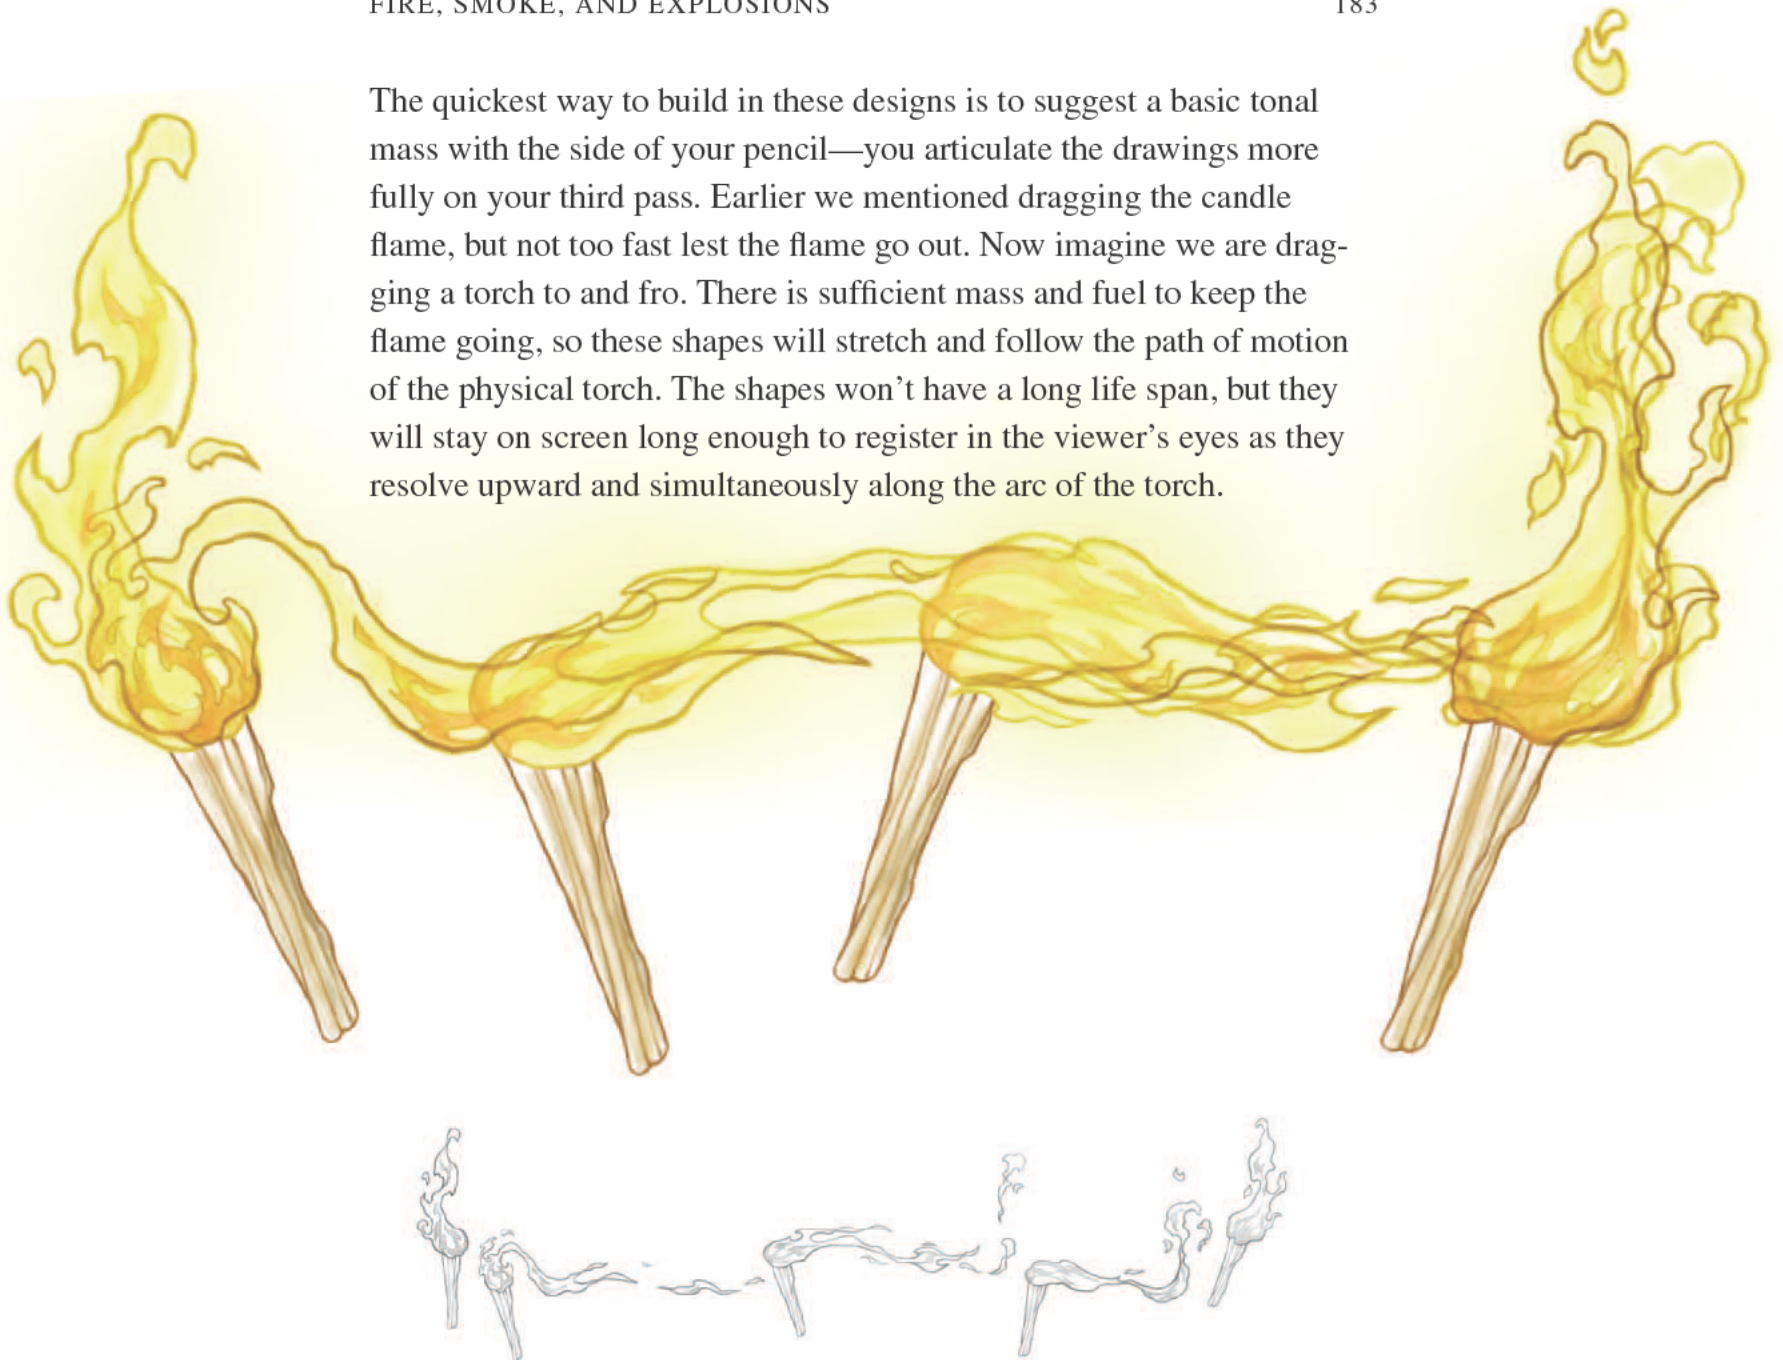 FIRE, SMOKE, AND EXPLOSIONS 183
The quickest way to build in these designs is to suggest a basic tonal
mass with the side of your pencil—you articulate the drawings more
fully on your third pass. Earlier we mentioned dragging the candle
flame, but not too fast lest the flame go out. Now imagine we are drag-
ging a torch to and fro. There is sufficient mass and fuel to keep the
flame going, so these shapes will stretch and follow the path of motion
of the physical torch. The shapes won’t have a long life span, but they
will stay on screen long enough to register in the viewer’s eyes as they
resolve upward and simultaneously along the arc of the torch.